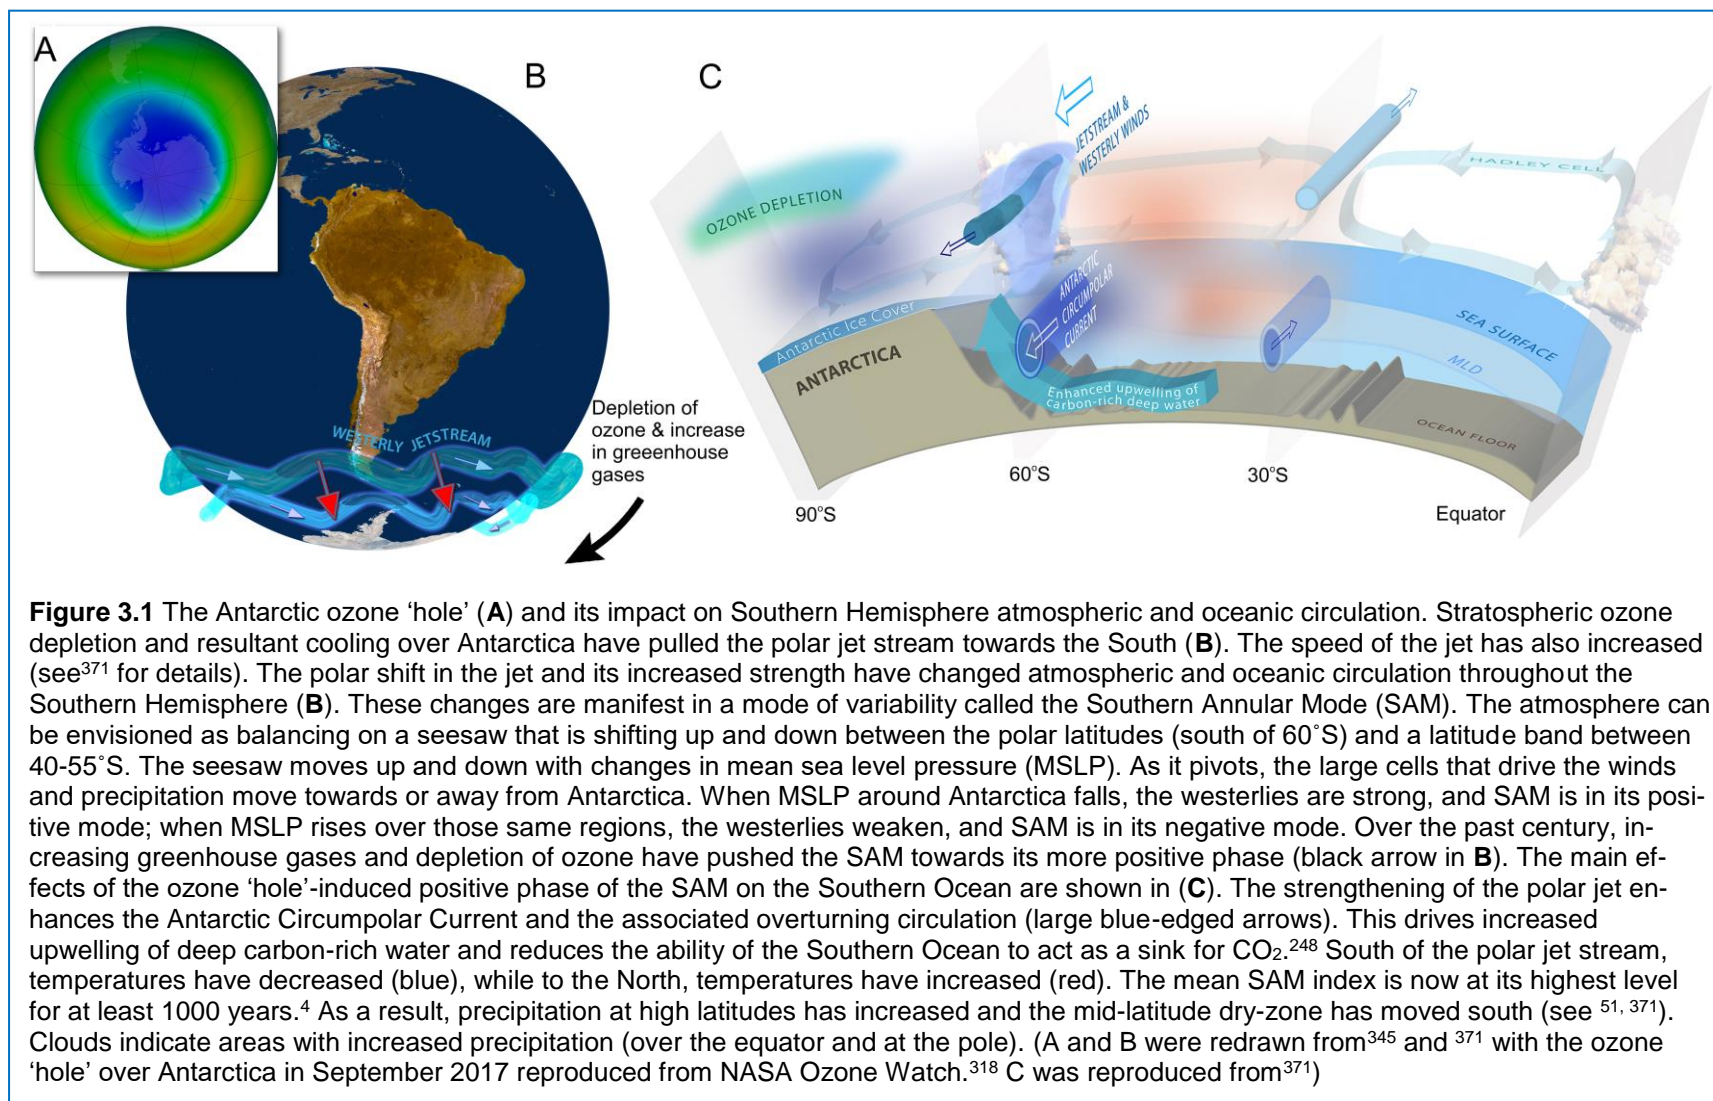 A
B
C
WESTERLY JETSTREAM
Depletion of
ozone & increase
in greeenhouse
gases
OZONE DEPLETION
JETSTREAM &
WESTERLY WINDS
HADLEY CELL
ANTARCTIC
CIRCUMPOLAR
CURRENT
Antarctic Ice Cover
ANTARCTICA
SEA SURFACE
MLD
Enhanced upwelling of
carbon-rich deep water
OCEAN FLOOR
90°S
60°S
30°S
Equator
Figure 3.1 The Antarctic ozone ‘hole’ (A) and its impact on Southern Hemisphere atmospheric and oceanic circulation. Stratospheric ozone
depletion and resultant cooling over Antarctica have pulled the polar jet stream towards the South (B). The speed of the jet has also increased
(see371 for details). The polar shift in the jet and its increased strength have changed atmospheric and oceanic circulation throughout the
Southern Hemisphere (B). These changes are manifest in a mode of variability called the Southern Annular Mode (SAM). The atmosphere can
be envisioned as balancing on a seesaw that is shifting up and down between the polar latitudes (south of 60˚S) and a latitude band between
40-55˚S. The seesaw moves up and down with changes in mean sea level pressure (MSLP). As it pivots, the large cells that drive the winds
and precipitation move towards or away from Antarctica. When MSLP around Antarctica falls, the westerlies are strong, and SAM is in its posi-
tive mode; when MSLP rises over those same regions, the westerlies weaken, and SAM is in its negative mode. Over the past century, in-
creasing greenhouse gases and depletion of ozone have pushed the SAM towards its more positive phase (black arrow in B). The main ef-
fects of the ozone ‘hole’-induced positive phase of the SAM on the Southern Ocean are shown in (C). The strengthening of the polar jet en-
hances the Antarctic Circumpolar Current and the associated overturning circulation (large blue-edged arrows). This drives increased
upwelling of deep carbon-rich water and reduces the ability of the Southern Ocean to act as a sink for CO2.248 South of the polar jet stream,
temperatures have decreased (blue), while to the North, temperatures have increased (red). The mean SAM index is now at its highest level
for at least 1000 years.4 As a result, precipitation at high latitudes has increased and the mid-latitude dry-zone has moved south (see 51, 371).
Clouds indicate areas with increased precipitation (over the equator and at the pole). (A and B were redrawn from345 and 371 with the ozone
‘hole’ over Antarctica in September 2017 reproduced from NASA Ozone Watch.318 C was reproduced from371)